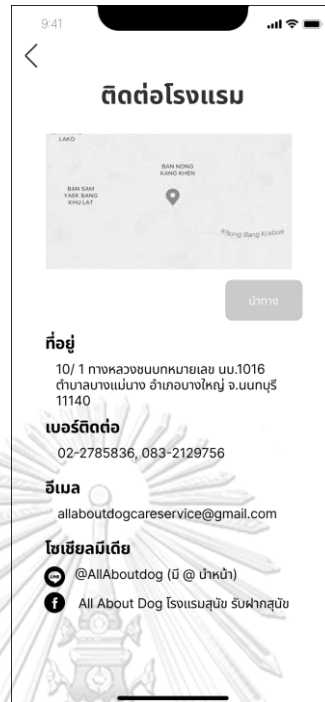 9:41
ติดต่อโรงแรม
LAKO
BAN NONG
KANG KHEN
BAN SAM
YAEK BANG
KHU LAT
Khlong Bang Krabue
นำทาง
ที่อยู่
10/ 1 ทางหลวงชนบทหมายเลข นบ.1016
ตำบาลบางแม่นาง อำเภอบางใหญ่ จ.นนทบุรี
11140
เบอร์ติดต่อ
02-2785836, 083-2129756
อีเมล
allaboutdogcareservice@gmail.com
โซเชียลมีเดีย
LINE @AllAboutdog (มี @ นำหน้า)
f All About Dog โรงแรมสุนัข รับฝากสุนัข